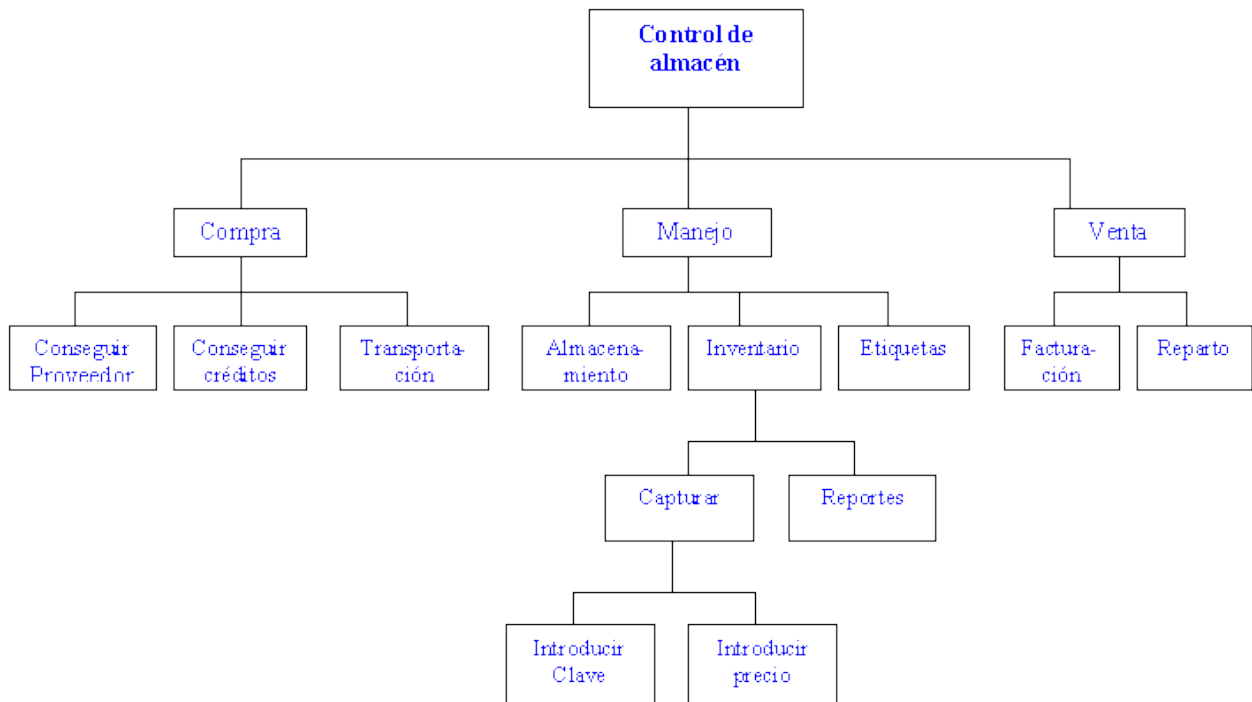 Control de
almacén
Compra
Manejo
Venta
Conseguir
Proveedor
Conseguir
créditos
Transporta-
ción
Almacena-
miento
Inventario
Etiquetas
Factura-
ción
Reparto
Capturar
Reportes
Introducir
Clave
Introducir
precio